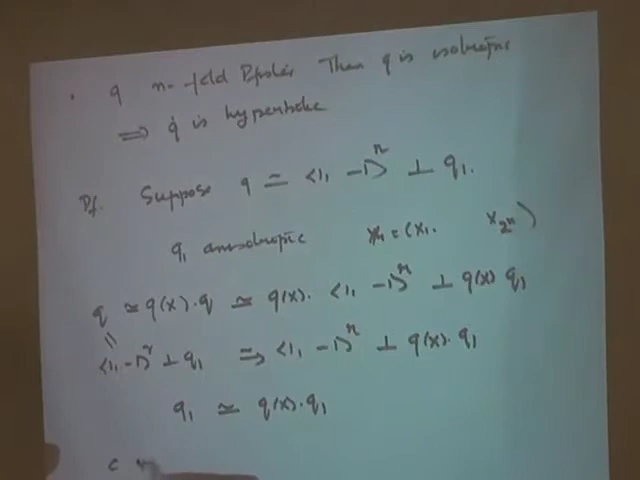 · q n-fold Pfister Then q is isotropic
⟹ q is hyperbolic
Pf. Suppose q ≃ <1, -1>ⁿ ⊥ q₁.
q₁ anisotropic X = (x₁. x₂ⁿ)
q ≃ q(x)·q ≃ q(x)· <1, -1>ⁿ ⊥ q(x) q₁
‖
<1, -1>ⁿ ⊥ q₁ ⇒ <1, -1>ⁿ ⊥ q(x)·q₁
q₁ ≃ q(x)·q₁